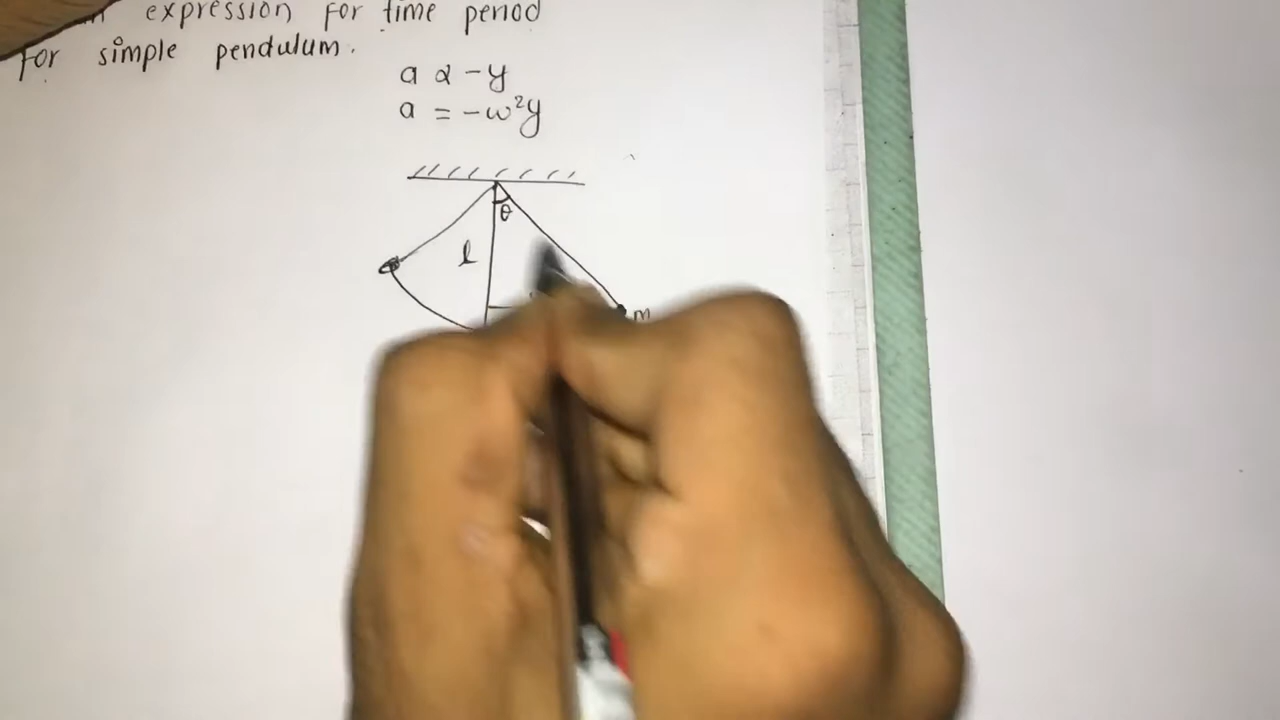 expression for time period
for simple pendulum.
a α -y
a = -ω²y
θ
l
m